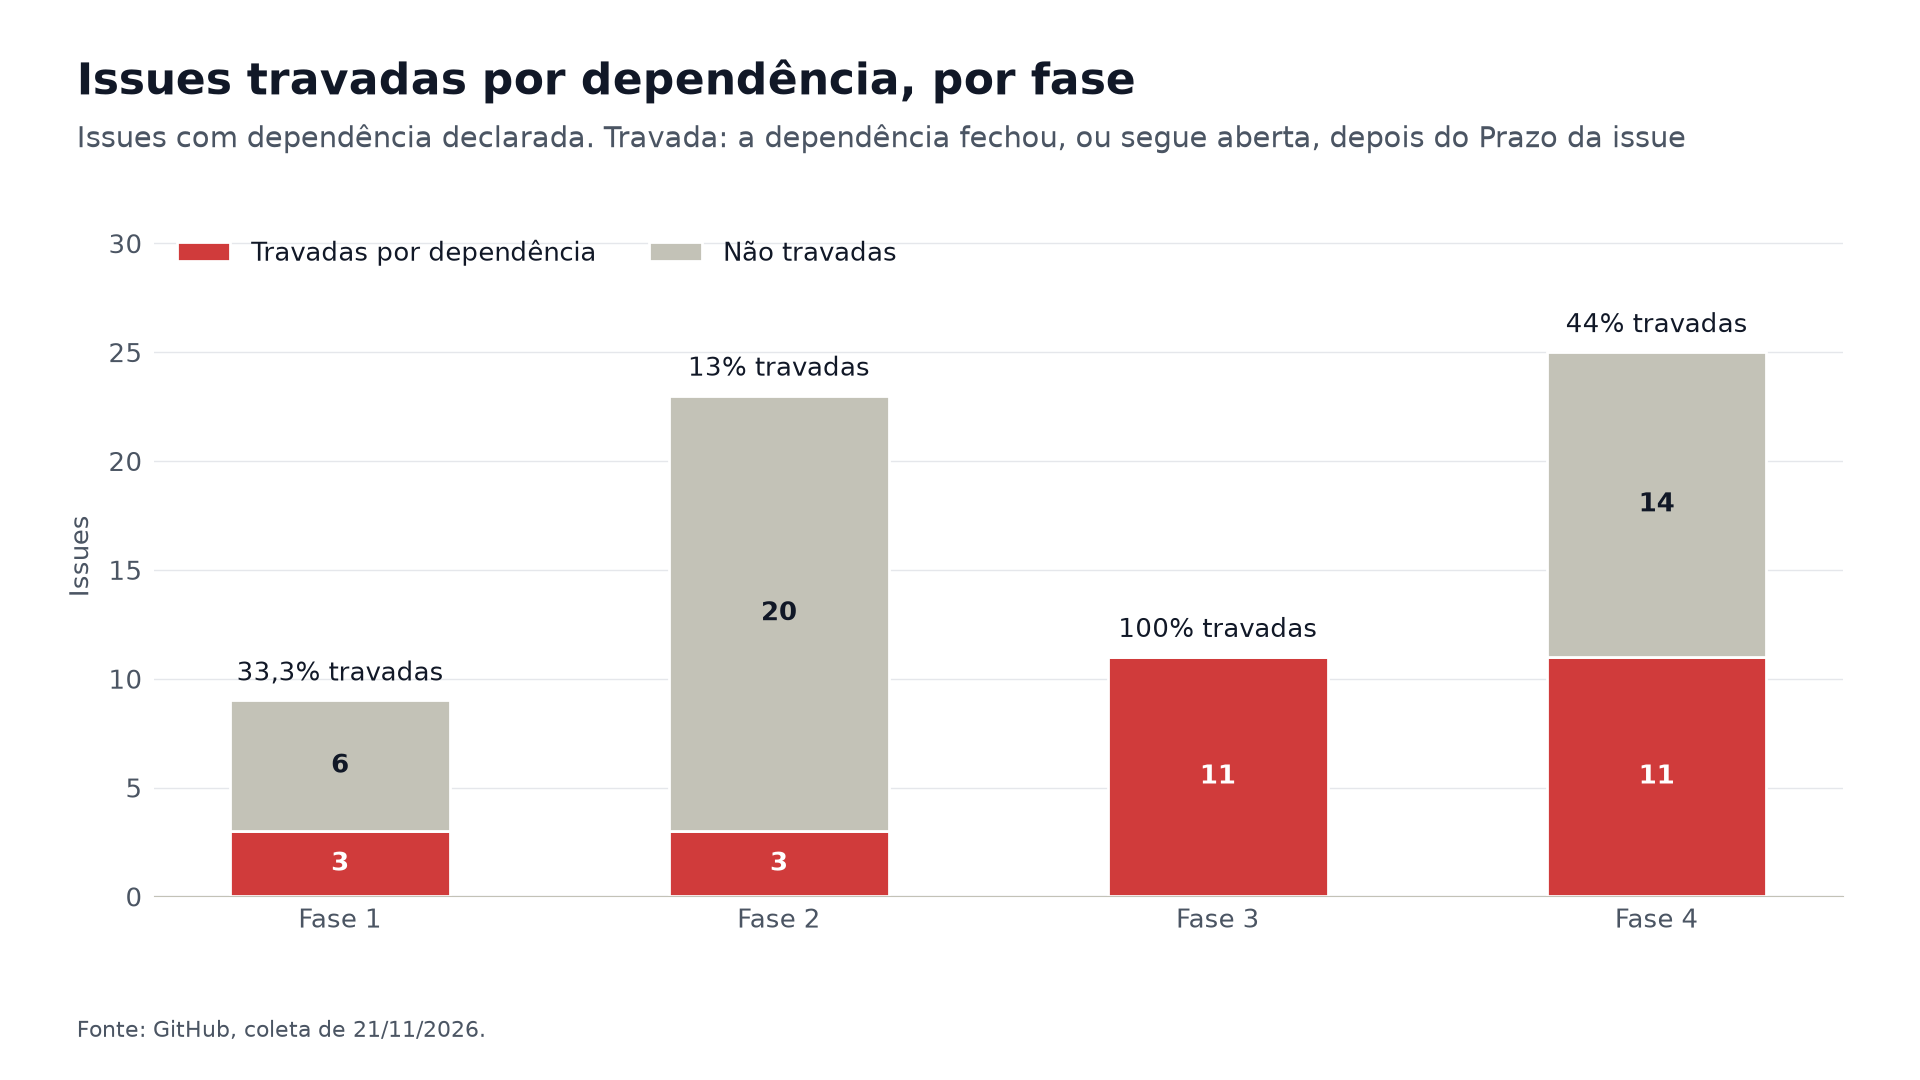 Issues travadas por dependência, por fase
Issues com dependência declarada. Travada: a dependência fechou, ou segue aberta, depois do Prazo da issue
Travadas por dependência
Não travadas
Issues
30
25
20
15
10
5
0
33,3% travadas
6
3
13% travadas
20
3
100% travadas
11
44% travadas
14
11
Fase 1
Fase 2
Fase 3
Fase 4
Fonte: GitHub, coleta de 21/11/2026.